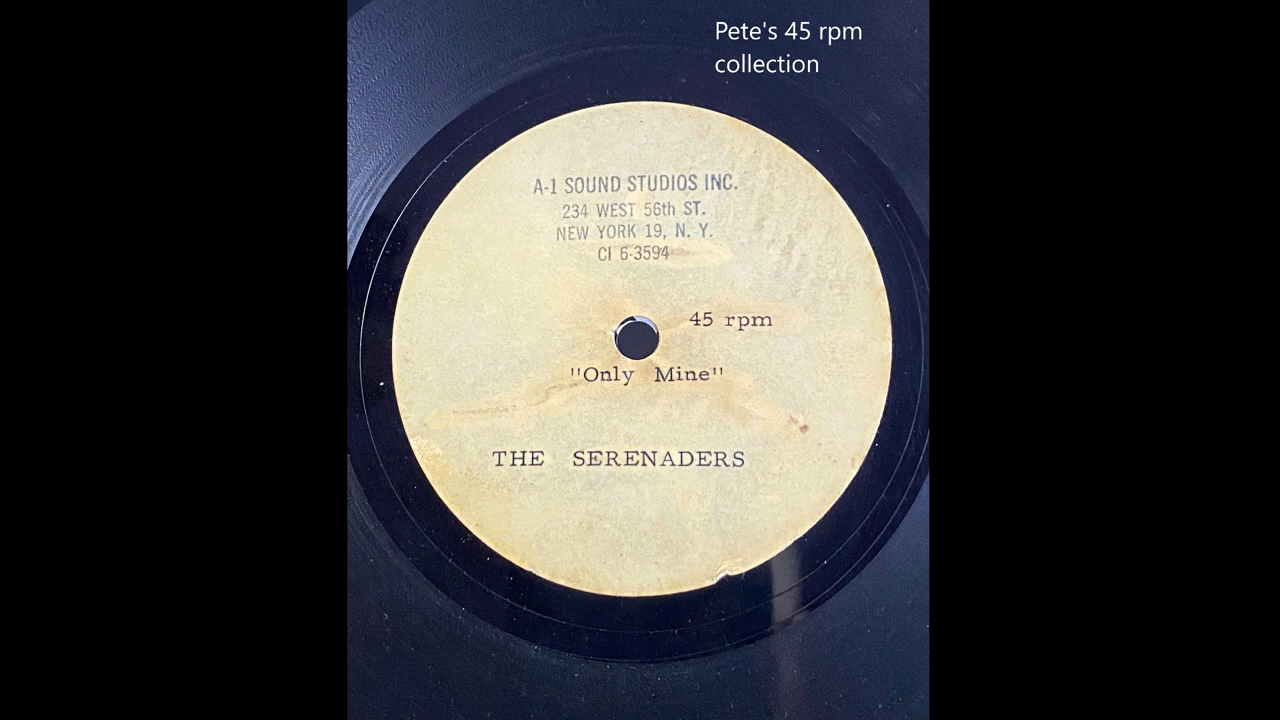 Pete's 45 rpm
collection
A-1 SOUND STUDIOS INC.
234 WEST 56th ST.
NEW YORK 19, N. Y.
CI 6-3594
45 rpm
"Only Mine"
THE SERENADERS